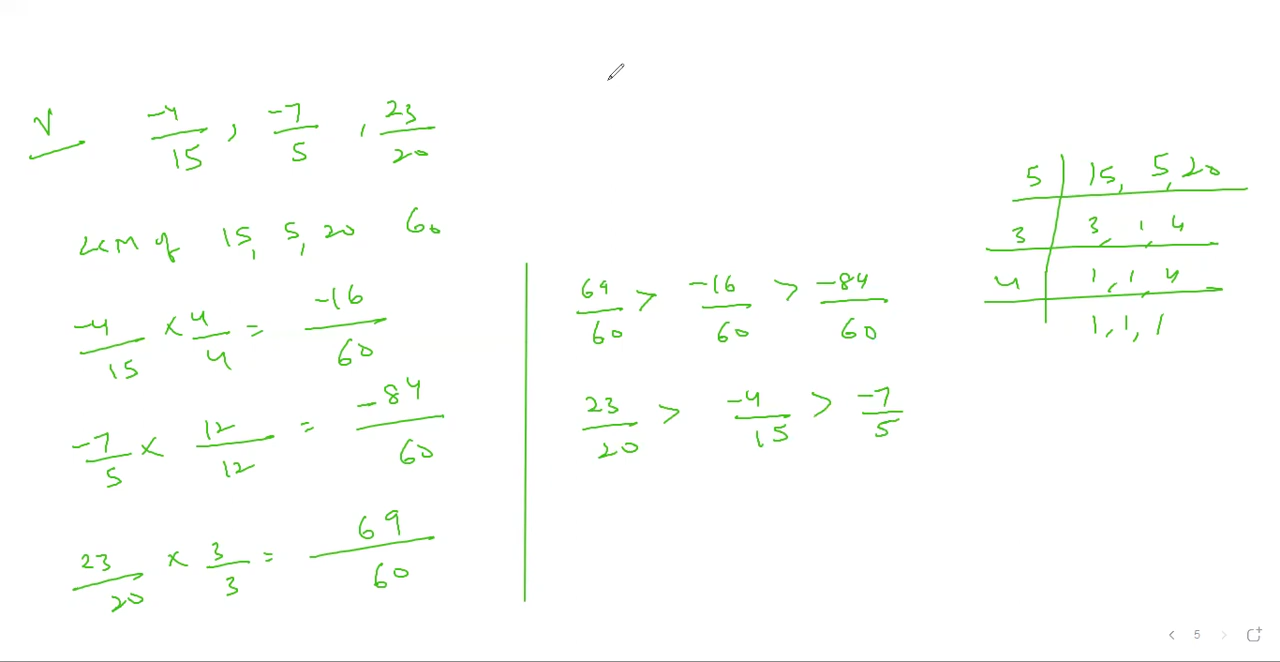 √ -4/15 , -7/5 , 23/20
LCM of 15, 5, 20 60
-4/15 × 4/4 = -16/60
-7/5 × 12/12 = -84/60
23/20 × 3/3 = 69/60
69/60 > -16/60 > -84/60
23/20 > -4/15 > -7/5
5 | 15, 5, 20
3 | 3, 1, 4
4 | 1, 1, 4
1, 1, 1
5